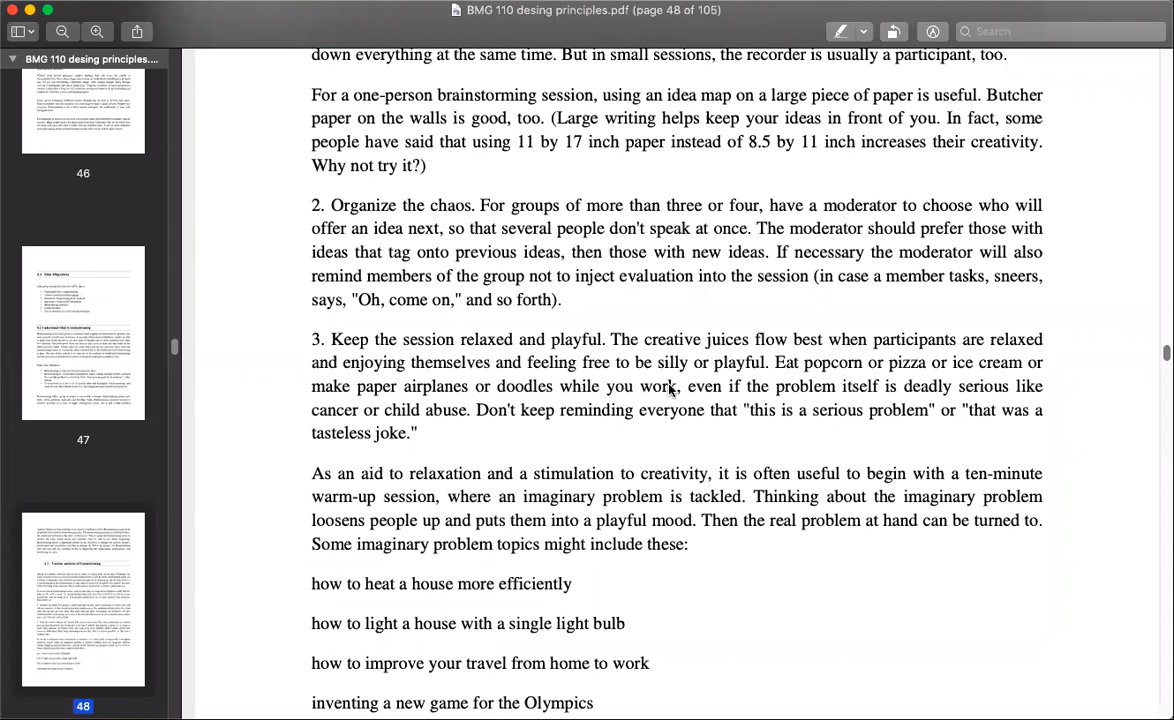 BMG 110 desing principles.pdf (page 48 of 105)
Search
BMG 110 desing principles....
46
47
48
down everything at the same time. But in small sessions, the recorder is usually a participant, too.
For a one-person brainstorming session, using an idea map on a large piece of paper is useful. Butcher
paper on the walls is good, too. (Large writing helps keep your ideas in front of you. In fact, some
people have said that using 11 by 17 inch paper instead of 8.5 by 11 inch increases their creativity.
Why not try it?)
2. Organize the chaos. For groups of more than three or four, have a moderator to choose who will
offer an idea next, so that several people don't speak at once. The moderator should prefer those with
ideas that tag onto previous ideas, then those with new ideas. If necessary the moderator will also
remind members of the group not to inject evaluation into the session (in case a member tasks, sneers,
says, "Oh, come on," and so forth).
3. Keep the session relaxed and playful. The creative juices flow best when participants are relaxed
and enjoying themselves and feeling free to be silly or playful. Eat popcorn or pizza or ice cream or
make paper airplanes or doodles while you work, even if the problem itself is deadly serious like
cancer or child abuse. Don't keep reminding everyone that "this is a serious problem" or "that was a
tasteless joke."
As an aid to relaxation and a stimulation to creativity, it is often useful to begin with a ten-minute
warm-up session, where an imaginary problem is tackled. Thinking about the imaginary problem
loosens people up and puts them into a playful mood. Then the real problem at hand can be turned to.
Some imaginary problem topics might include these:
how to heat a house more efficiently
how to light a house with a single light bulb
how to improve your travel from home to work
inventing a new game for the Olympics